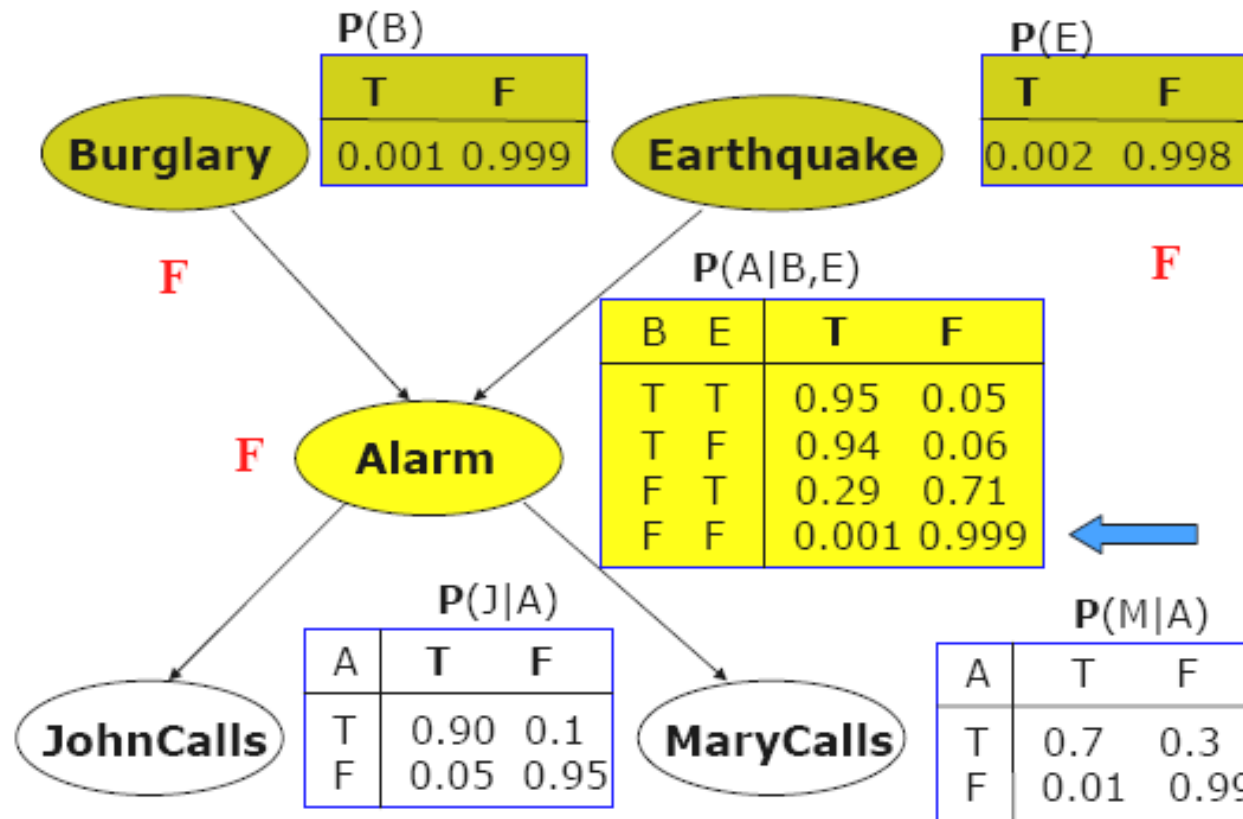 P(B)
T F
0.001 0.999
Burglary
P(E)
T F
0.002 0.998
Earthquake
F
F
P(A|B,E)
B E T F
T T 0.95 0.05
T F 0.94 0.06
F T 0.29 0.71
F F 0.001 0.999
F
Alarm
P(J|A)
A T F
T 0.90 0.1
F 0.05 0.95
JohnCalls
P(M|A)
A T F
T 0.7 0.3
F 0.01 0.99
MaryCalls